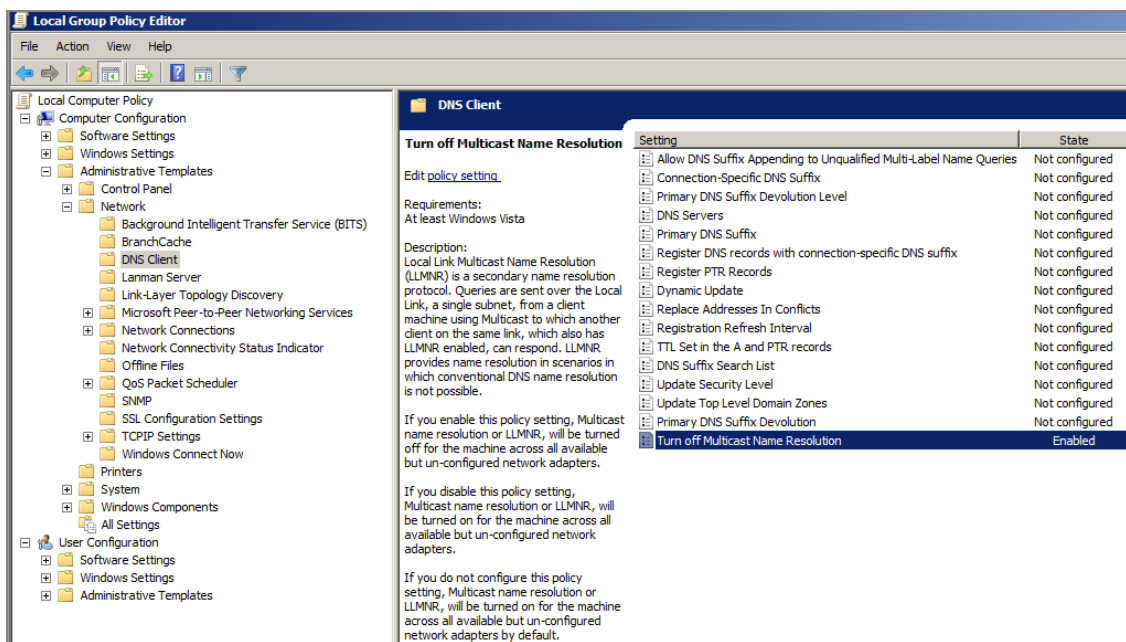 Local Group Policy Editor
File Action View Help
Local Computer Policy
Computer Configuration
Software Settings
Windows Settings
Administrative Templates
Control Panel
Network
Background Intelligent Transfer Service (BITS)
BranchCache
DNS Client
Lanman Server
Link-Layer Topology Discovery
Microsoft Peer-to-Peer Networking Services
Network Connections
Network Connectivity Status Indicator
Offline Files
QoS Packet Scheduler
SNMP
SSL Configuration Settings
TCPIP Settings
Windows Connect Now
Printers
System
Windows Components
All Settings
User Configuration
Software Settings
Windows Settings
Administrative Templates
DNS Client
Turn off Multicast Name Resolution
Edit policy setting
Requirements:
At least Windows Vista
Description:
Local Link Multicast Name Resolution
(LLMNR) is a secondary name resolution
protocol. Queries are sent over the Local
Link, a single subnet, from a client
machine using Multicast to which another
client on the same link, which also has
LLMNR enabled, can respond. LLMNR
provides name resolution in scenarios in
which conventional DNS name resolution
is not possible.
If you enable this policy setting, Multicast
name resolution or LLMNR, will be turned
off for the machine across all available
but un-configured network adapters.
If you disable this policy setting,
Multicast name resolution or LLMNR, will
be turned on for the machine across all
available but un-configured network
adapters.
If you do not configure this policy
setting, Multicast name resolution or
LLMNR, will be turned on for the machine
across all available but un-configured
network adapters by default.
Setting State
Allow DNS Suffix Appending to Unqualified Multi-Label Name Queries Not configured
Connection-Specific DNS Suffix Not configured
Primary DNS Suffix Devolution Level Not configured
DNS Servers Not configured
Primary DNS Suffix Not configured
Register DNS records with connection-specific DNS suffix Not configured
Register PTR Records Not configured
Dynamic Update Not configured
Replace Addresses In Conflicts Not configured
Registration Refresh Interval Not configured
TTL Set in the A and PTR records Not configured
DNS Suffix Search List Not configured
Update Security Level Not configured
Update Top Level Domain Zones Not configured
Primary DNS Suffix Devolution Not configured
Turn off Multicast Name Resolution Enabled